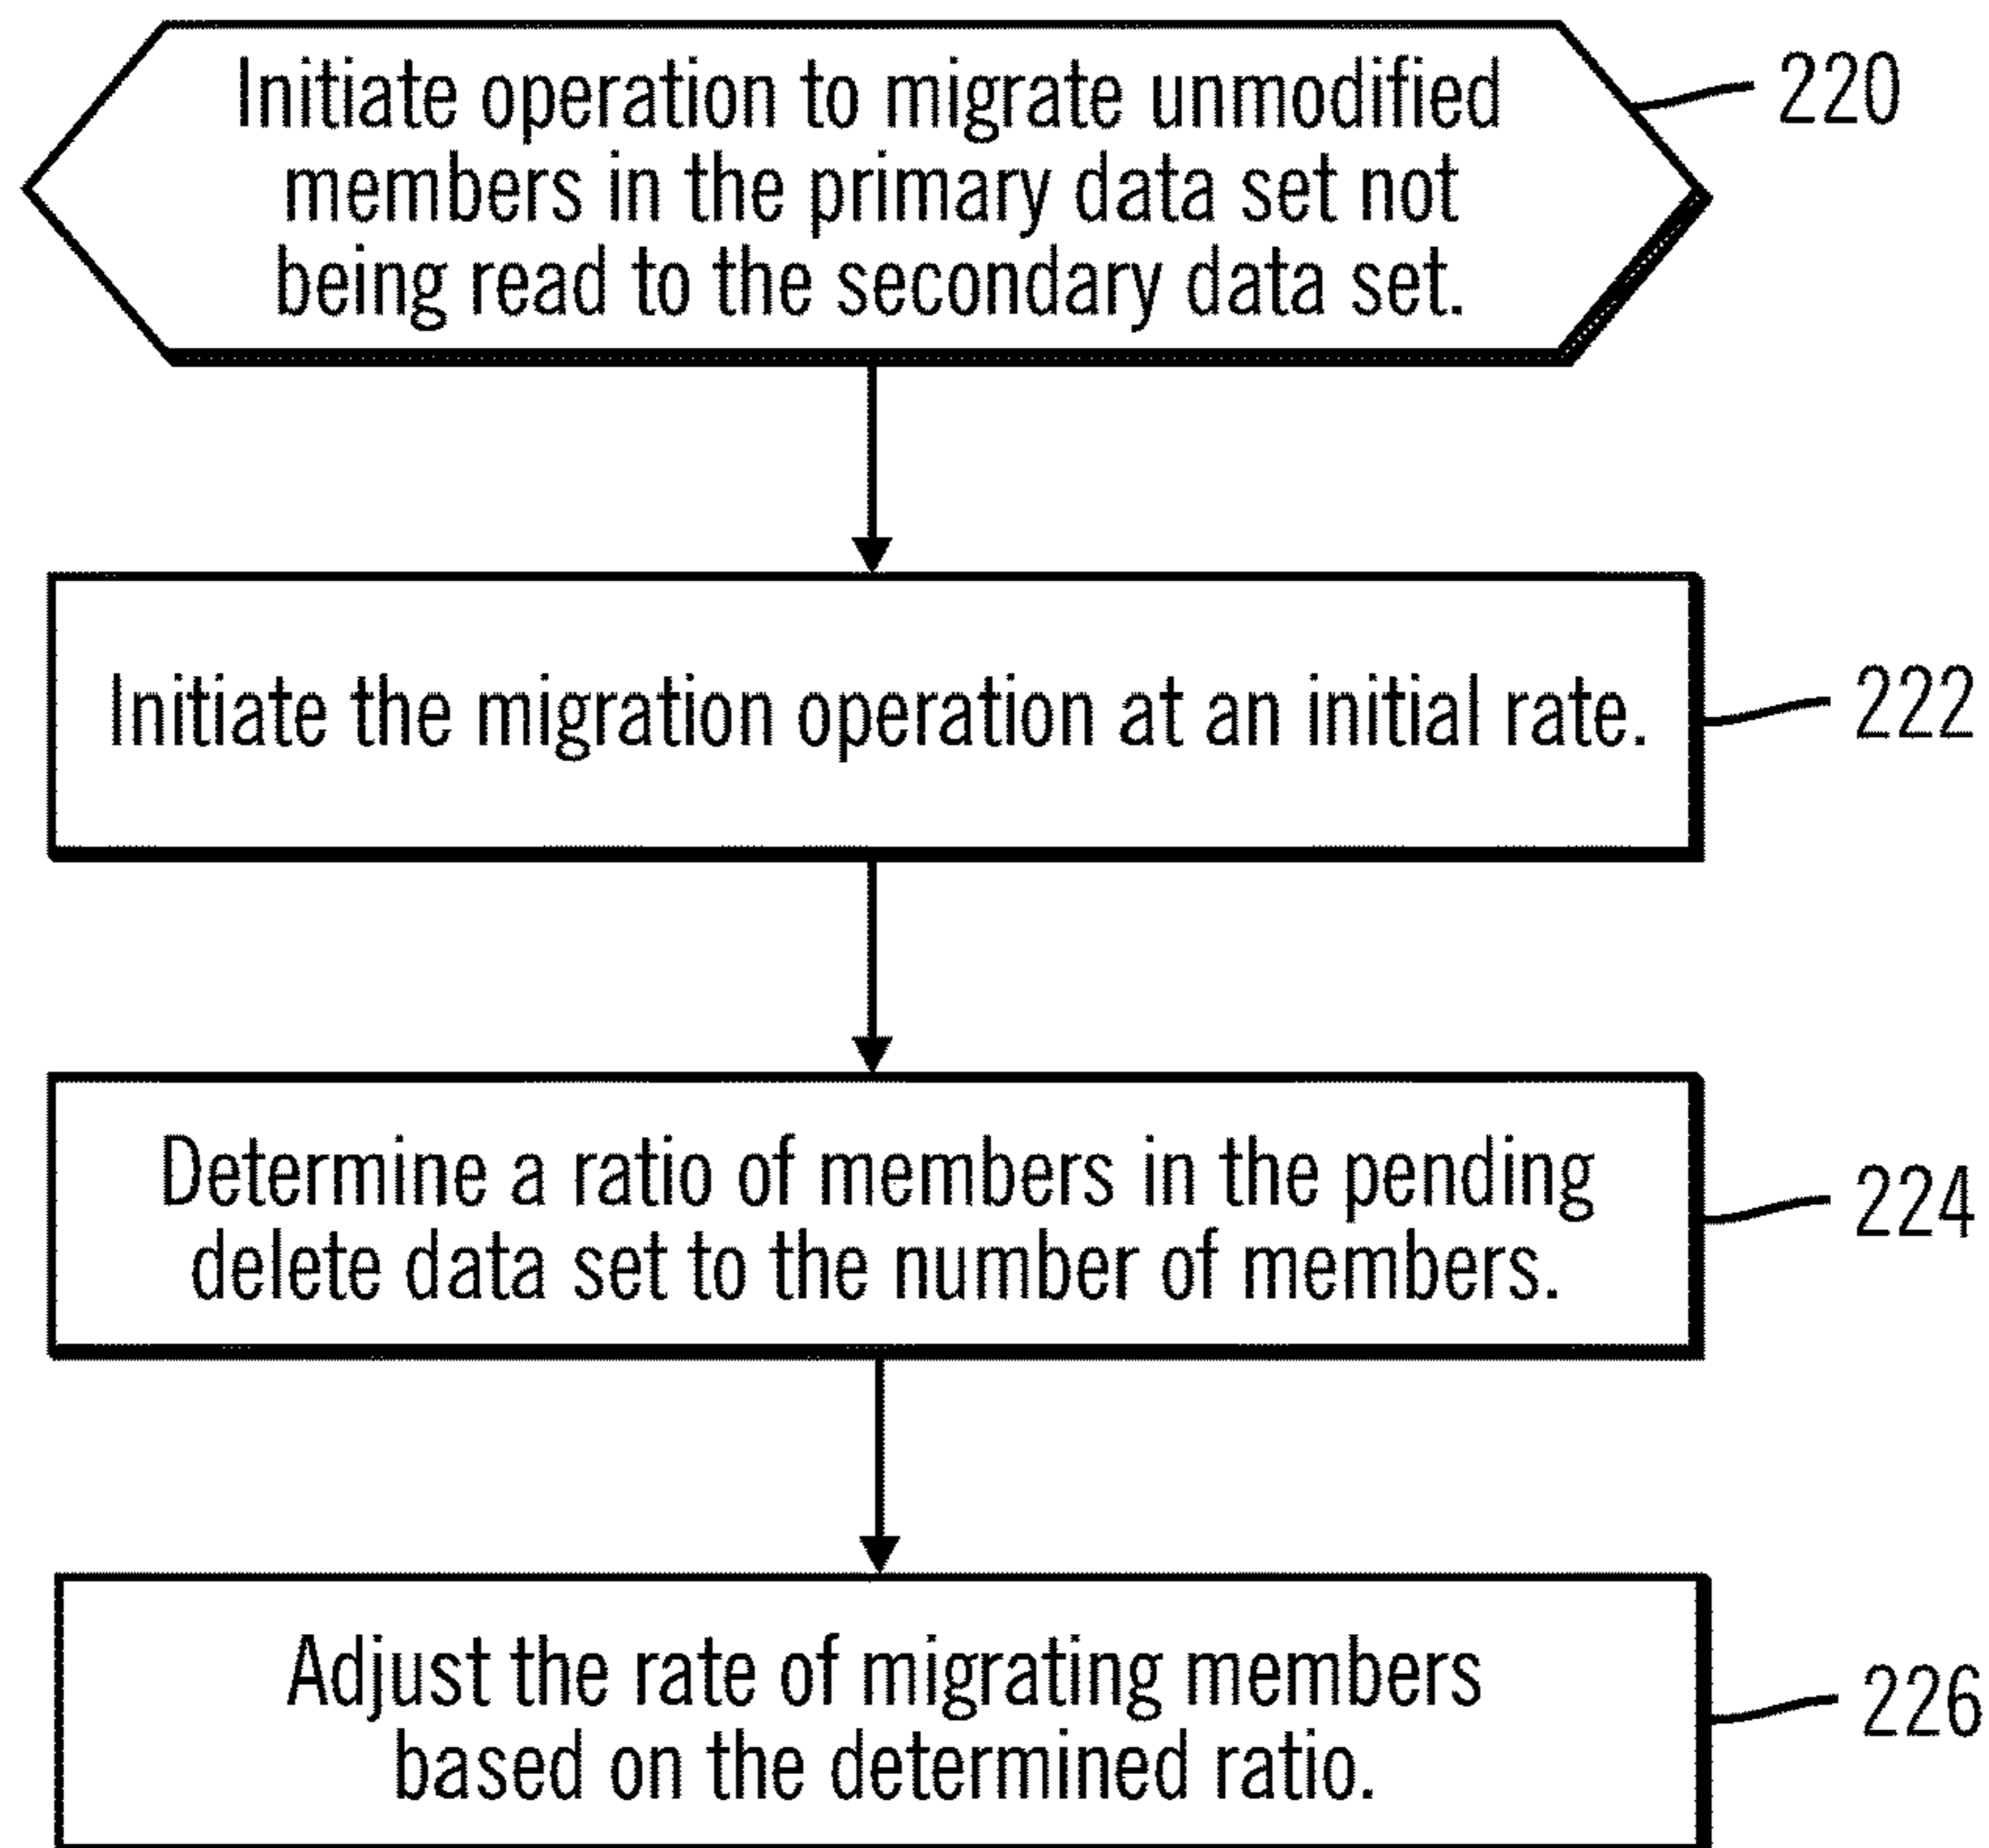 Initiate operation to migrate unmodified
members in the primary data set not
being read to the secondary data set.
220
Initiate the migration operation at an initial rate.
222
Determine a ratio of members in the pending
delete data set to the number of members.
224
Adjust the rate of migrating members
based on the determined ratio.
226